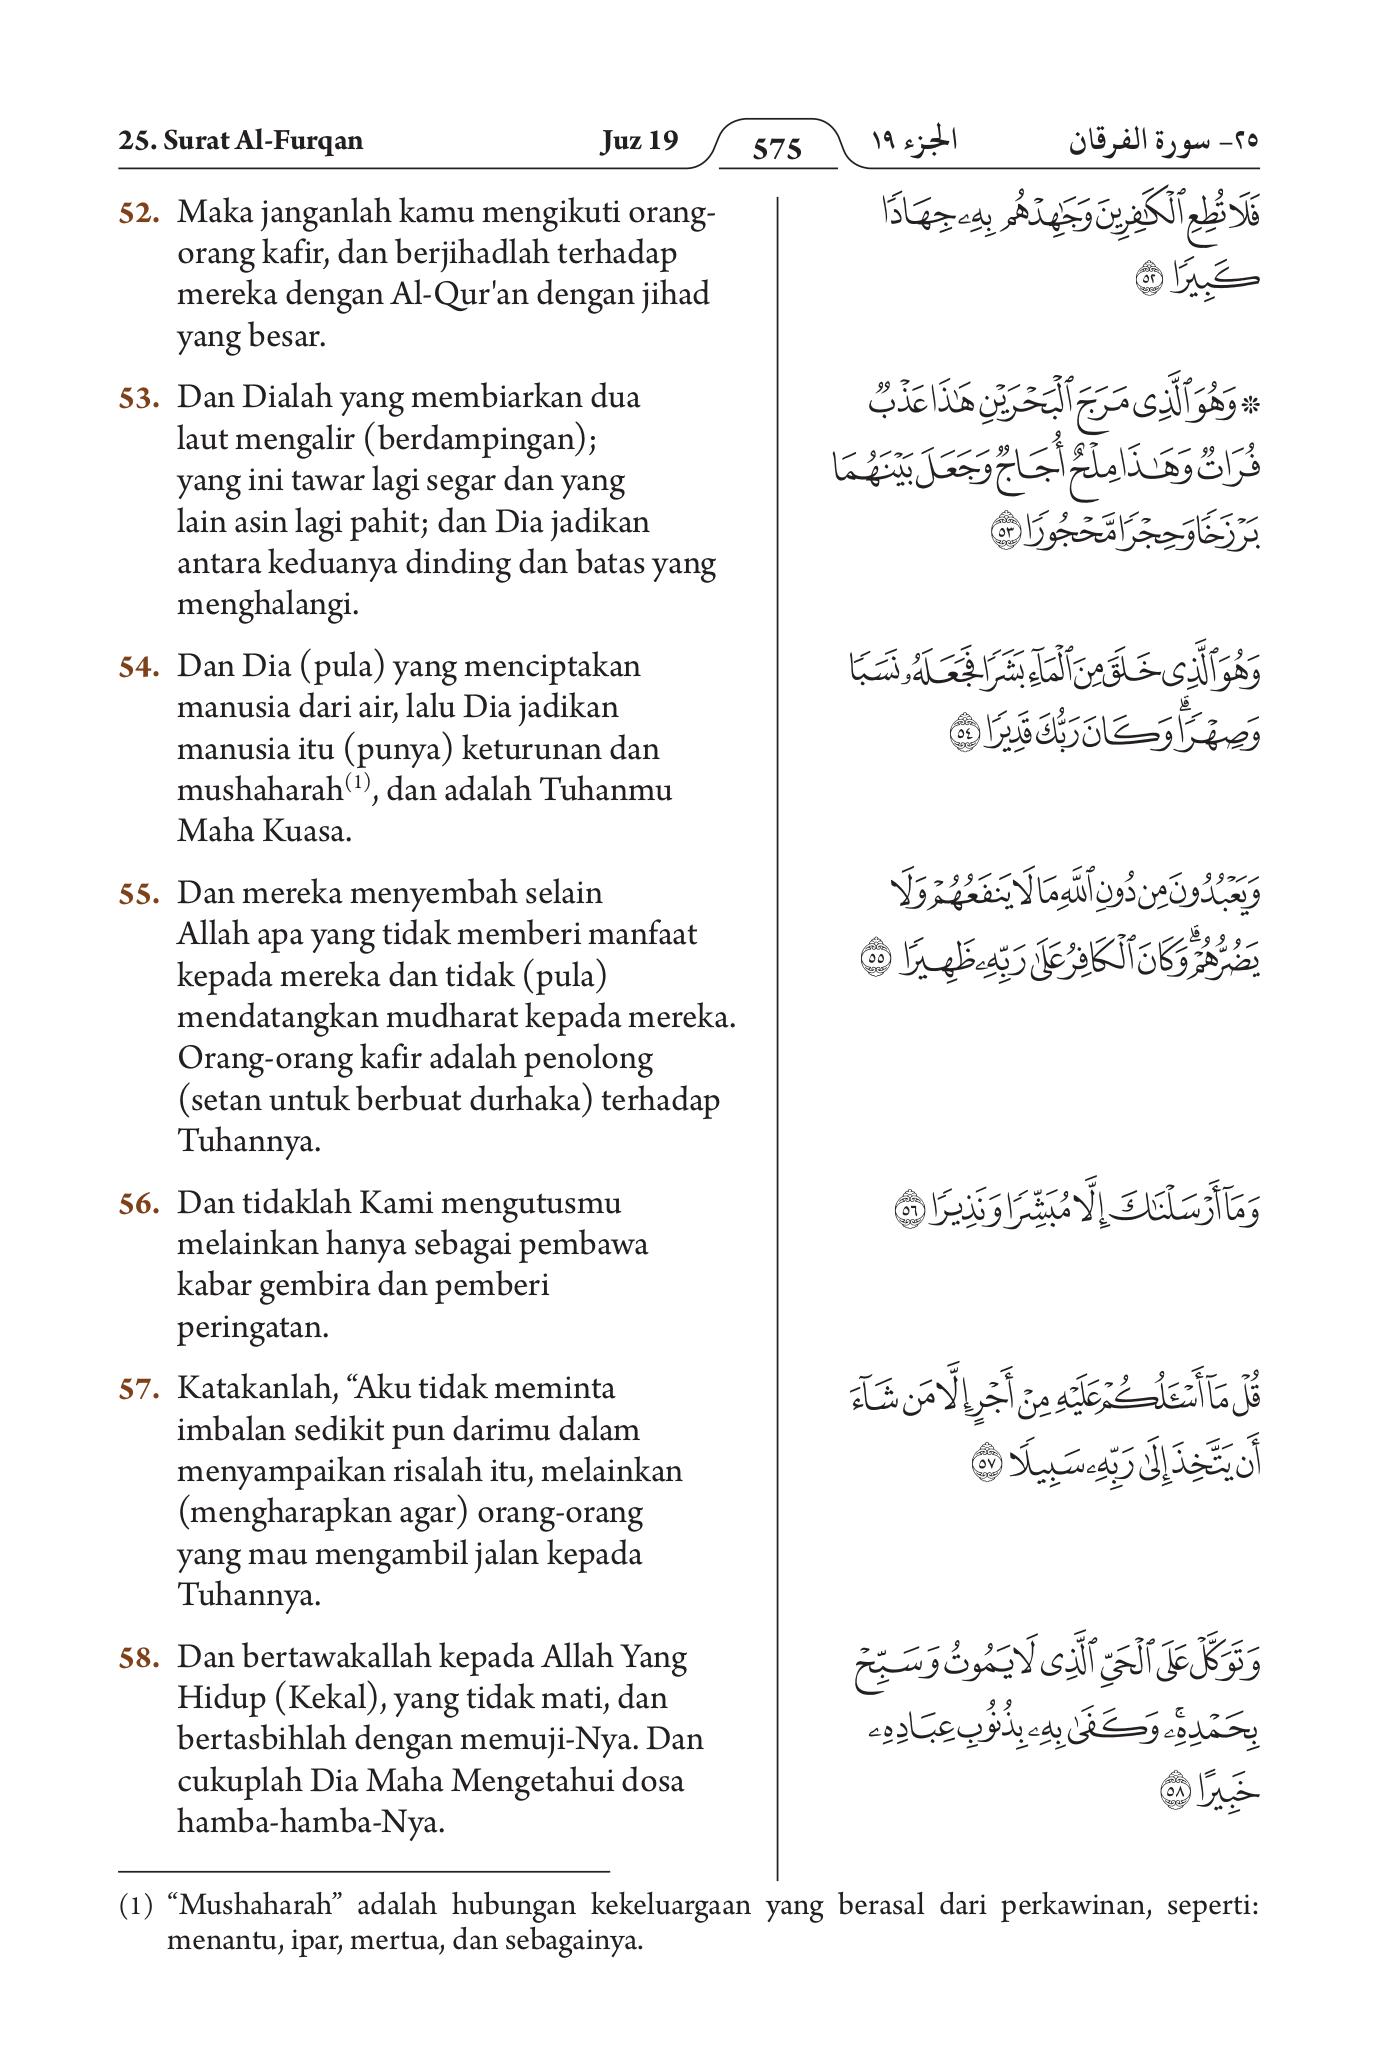 25. Surat Al-Furqan
Juz 19
575
الجزء ١٩
٢٥- سورة الفرقان
52. Maka janganlah kamu mengikuti orang-
orang kafir, dan berjihadlah terhadap
mereka dengan Al-Qur'an dengan jihad
yang besar.
53. Dan Dialah yang membiarkan dua
laut mengalir (berdampingan);
yang ini tawar lagi segar dan yang
lain asin lagi pahit; dan Dia jadikan
antara keduanya dinding dan batas yang
menghalangi.
54. Dan Dia (pula) yang menciptakan
manusia dari air, lalu Dia jadikan
manusia itu (punya) keturunan dan
mushaharah(1), dan adalah Tuhanmu
Maha Kuasa.
55. Dan mereka menyembah selain
Allah apa yang tidak memberi manfaat
kepada mereka dan tidak (pula)
mendatangkan mudharat kepada mereka.
Orang-orang kafir adalah penolong
(setan untuk berbuat durhaka) terhadap
Tuhannya.
56. Dan tidaklah Kami mengutusmu
melainkan hanya sebagai pembawa
kabar gembira dan pemberi
peringatan.
57. Katakanlah, “Aku tidak meminta
imbalan sedikit pun darimu dalam
menyampaikan risalah itu, melainkan
(mengharapkan agar) orang-orang
yang mau mengambil jalan kepada
Tuhannya.
58. Dan bertawakallah kepada Allah Yang
Hidup (Kekal), yang tidak mati, dan
bertasbihlah dengan memuji-Nya. Dan
cukuplah Dia Maha Mengetahui dosa
hamba-hamba-Nya.
فَلَا تُطِعِ ٱلْكَٰفِرِينَ وَجَٰهِدْهُم بِهِۦ جِهَادًا
كَبِيرًا ٥٢
۞ وَهُوَ ٱلَّذِى مَرَجَ ٱلْبَحْرَيْنِ هَٰذَا عَذْبٌ
فُرَاتٌ وَهَٰذَا مِلْحٌ أُجَاجٌ وَجَعَلَ بَيْنَهُمَا
بَرْزَخًا وَحِجْرًا مَّحْجُورًا ٥٣
وَهُوَ ٱلَّذِى خَلَقَ مِنَ ٱلْمَآءِ بَشَرًا فَجَعَلَهُۥ نَسَبًا
وَصِهْرًا ۗ وَكَانَ رَبُّكَ قَدِيرًا ٥٤
وَيَعْبُدُونَ مِن دُونِ ٱللَّهِ مَا لَا يَنفَعُهُمْ وَلَا
يَضُرُّهُمْ ۗ وَكَانَ ٱلْكَافِرُ عَلَىٰ رَبِّهِۦ ظَهِيرًا ٥٥
وَمَآ أَرْسَلْنَٰكَ إِلَّا مُبَشِّرًا وَنَذِيرًا ٥٦
قُلْ مَآ أَسْـَٔلُكُمْ عَلَيْهِ مِنْ أَجْرٍ إِلَّا مَن شَآءَ
أَن يَتَّخِذَ إِلَىٰ رَبِّهِۦ سَبِيلًا ٥٧
وَتَوَكَّلْ عَلَى ٱلْحَىِّ ٱلَّذِى لَا يَمُوتُ وَسَبِّحْ
بِحَمْدِهِۦ ۚ وَكَفَىٰ بِهِۦ بِذُنُوبِ عِبَادِهِۦ
خَبِيرًا ٥٨
(1) “Mushaharah” adalah hubungan kekeluargaan yang berasal dari perkawinan, seperti:
menantu, ipar, mertua, dan sebagainya.